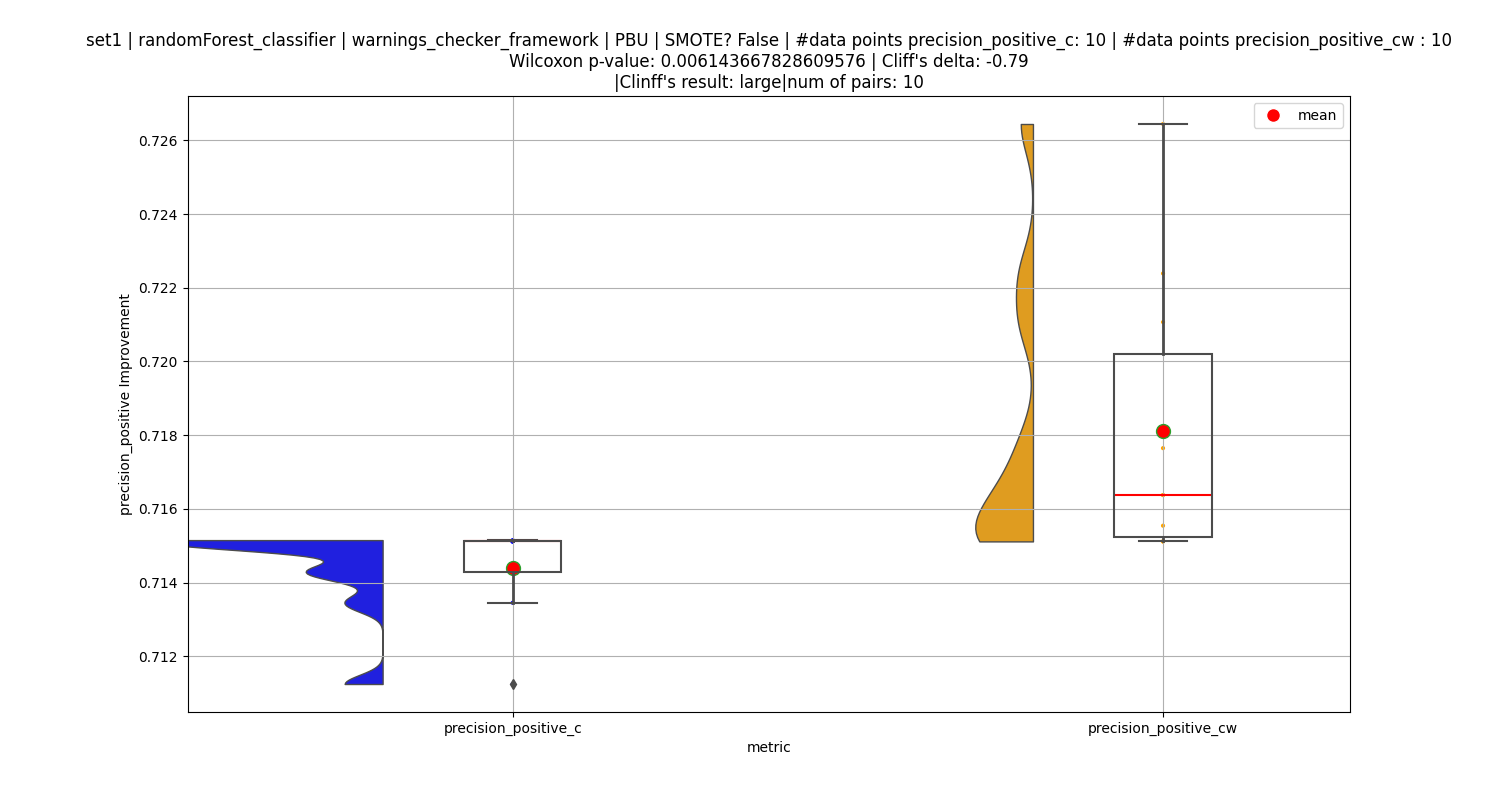 set1 | randomForest_classifier | warnings_checker_framework | PBU | SMOTE? False | #data points precision_positive_c: 10 | #data points precision_positive_cw : 10
Wilcoxon p-value: 0.006143667828609576 | Cliff's delta: -0.79
|Clinff's result: large|num of pairs: 10
mean
0.726
0.724
0.722
0.720
0.718
0.716
0.714
0.712
precision_positive Improvement
precision_positive_c
precision_positive_cw
metric